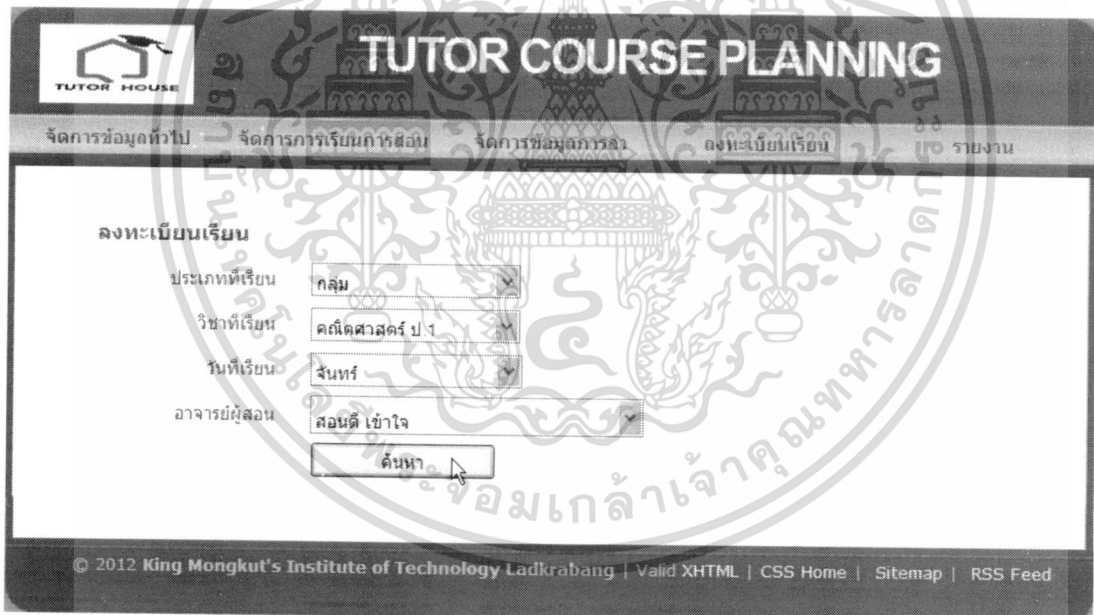 TUTOR COURSE PLANNING
TUTOR HOUSE
จัดการข้อมูลทั่วไป จัดการการเรียนการสอน จัดการข้อมูลการลา ลงทะเบียนเรียน รายงาน
ลงทะเบียนเรียน
ประเภทที่เรียน กลุ่ม
วิชาที่เรียน คณิตศาสตร์ ป.1
วันที่เรียน จันทร์
อาจารย์ผู้สอน สอนดี เข้าใจ
ค้นหา
© 2012 King Mongkut's Institute of Technology Ladkrabang | Valid XHTML | CSS Home | Sitemap | RSS Feed